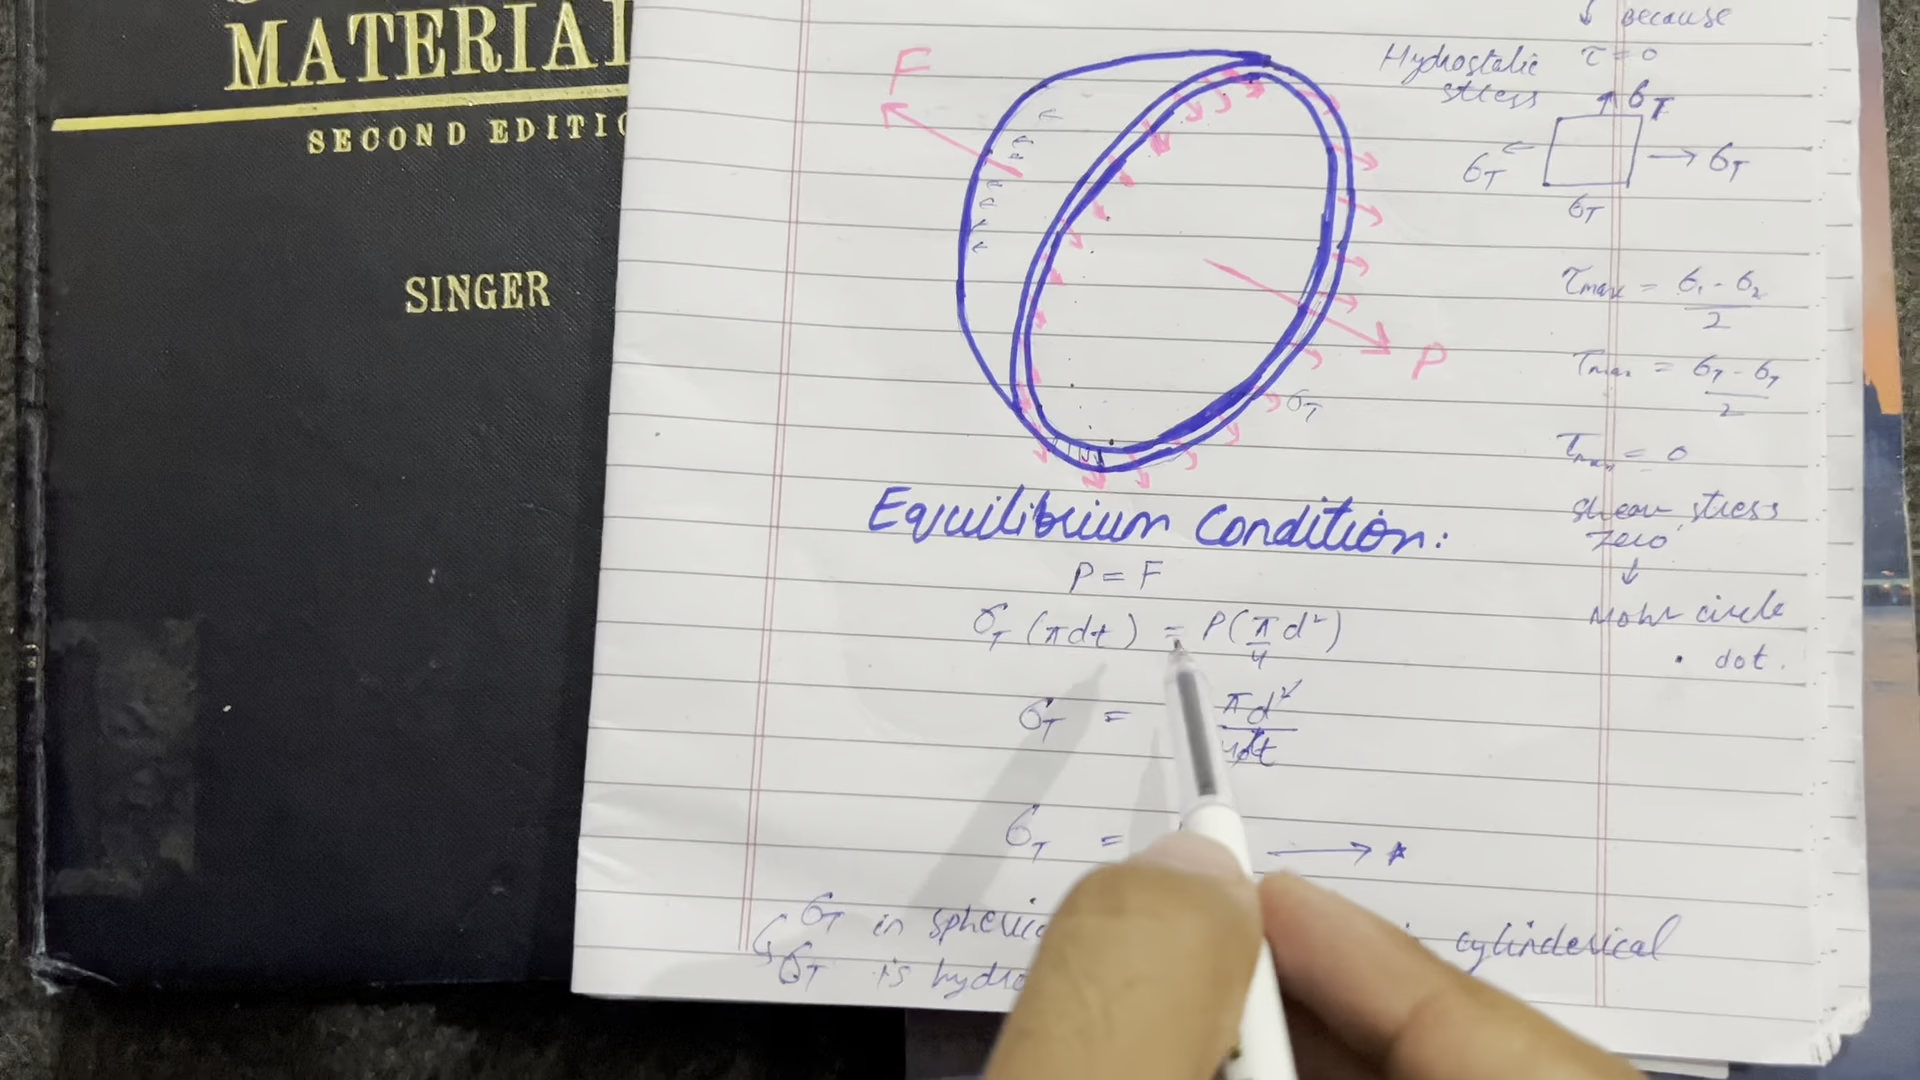 MATERIAL
SECOND EDITIO
SINGER
F
P
σT
Equilibrium Condition:
P = F
σT (πdt) = P(π/4 d²)
σT = πd²/4dt
σT =
σT in spheric
cylinderical
σT is hydro
↓ Because
Hydrostatic τ = 0
stress
σT
σT
σT
σT
τmax = σ1 - σ2 / 2
τmax = σT - σT / 2
τmax = 0
shear stress
zero
↓
Mohr circle
• dot.